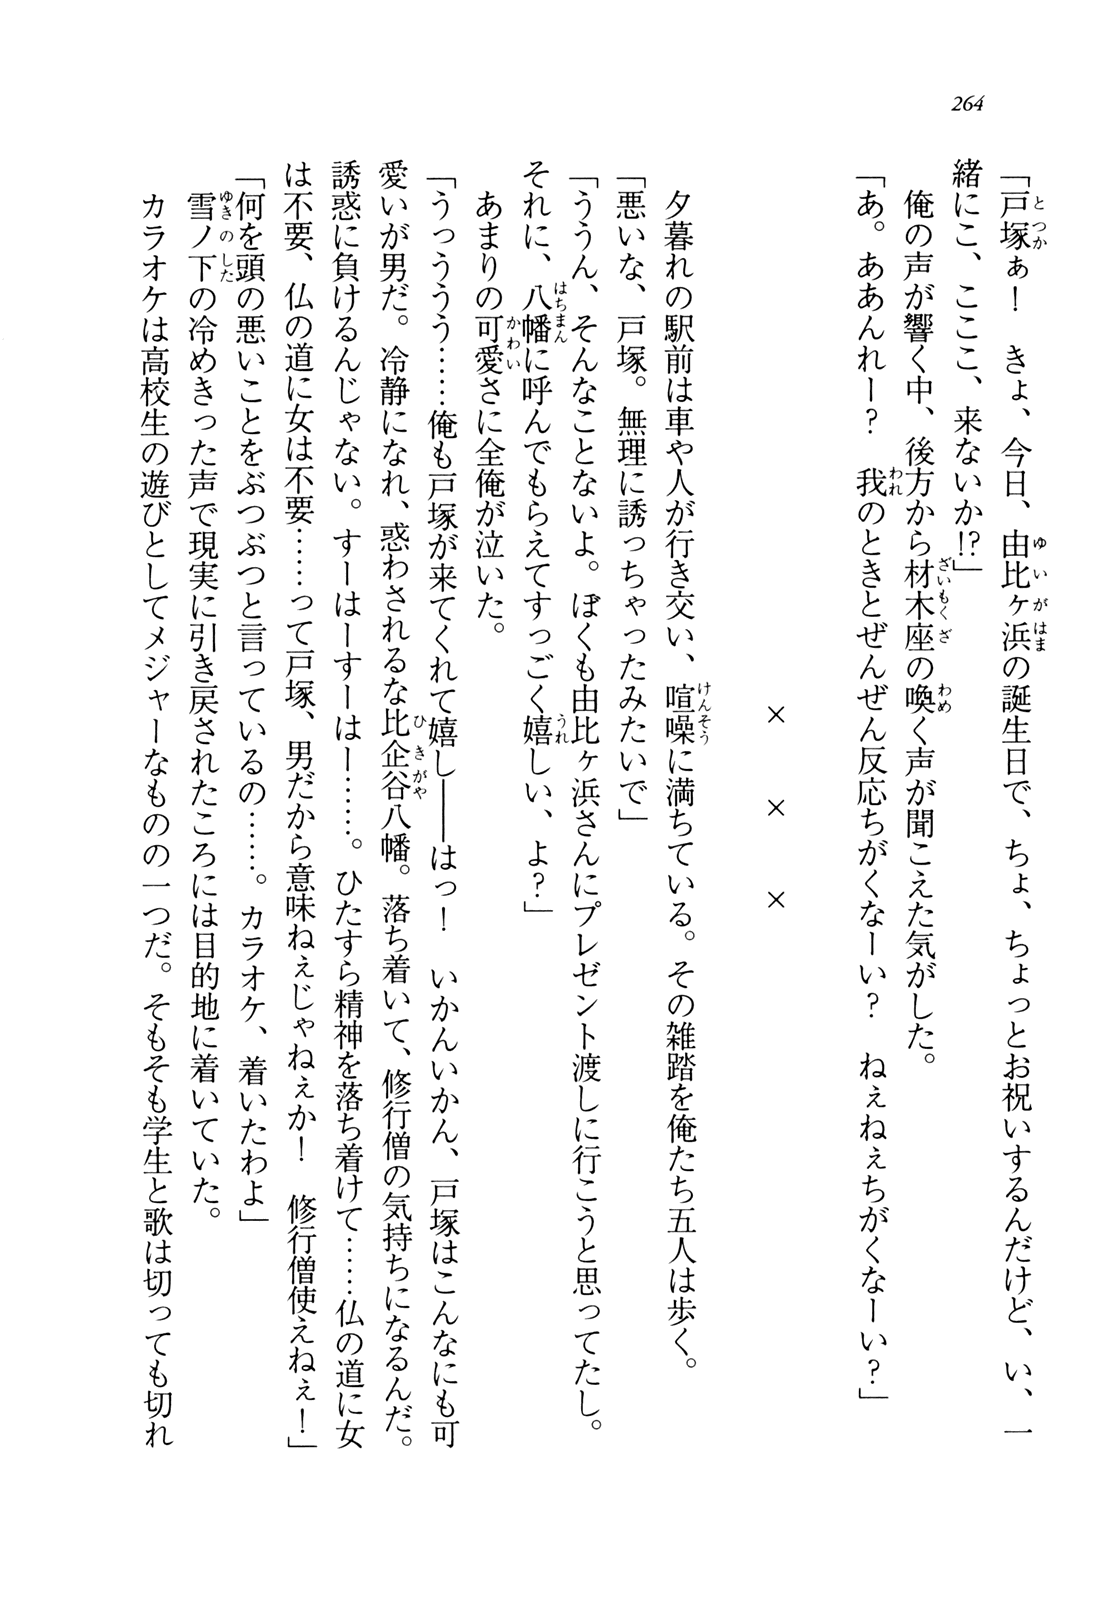 264
「戸塚ぁ！　きょ、今日、由比ヶ浜の誕生日で、ちょ、ちょっとお祝いするんだけど、い、一
緒にこ、ここ、来ないか!?」
俺の声が響く中、後方から材木座の喚く声が聞こえた気がした。
「あ。ああんれー？　我のときとぜんぜん反応ちがくなーい？　ねぇねぇちがくなーい？」
× × ×
夕暮れの駅前は車や人が行き交い、喧噪に満ちている。その雑踏を俺たち五人は歩く。
「悪いな、戸塚。無理に誘っちゃったみたいで」
「ううん、そんなことないよ。ぼくも由比ヶ浜さんにプレゼント渡しに行こうと思ってたし。
それに、八幡に呼んでもらえてすっごく嬉しい、よ？」
あまりの可愛さに全俺が泣いた。
「うっううう……俺も戸塚が来てくれて嬉し――はっ！　いかんいかん、戸塚はこんなにも可
愛いが男だ。冷静になれ、惑わされるな比企谷八幡。落ち着いて、修行僧の気持ちになるんだ。
誘惑に負けるんじゃない。すーはーすーはー……。ひたすら精神を落ち着けて……仏の道に女
は不要、仏の道に女は不要……って戸塚、男だから意味ねぇじゃねぇか！　修行僧使えねぇ！」
「何を頭の悪いことをぶつぶつと言っているの……。カラオケ、着いたわよ」
雪ノ下の冷めきった声で現実に引き戻されたころには目的地に着いていた。
カラオケは高校生の遊びとしてメジャーなものの一つだ。そもそも学生と歌は切っても切れ